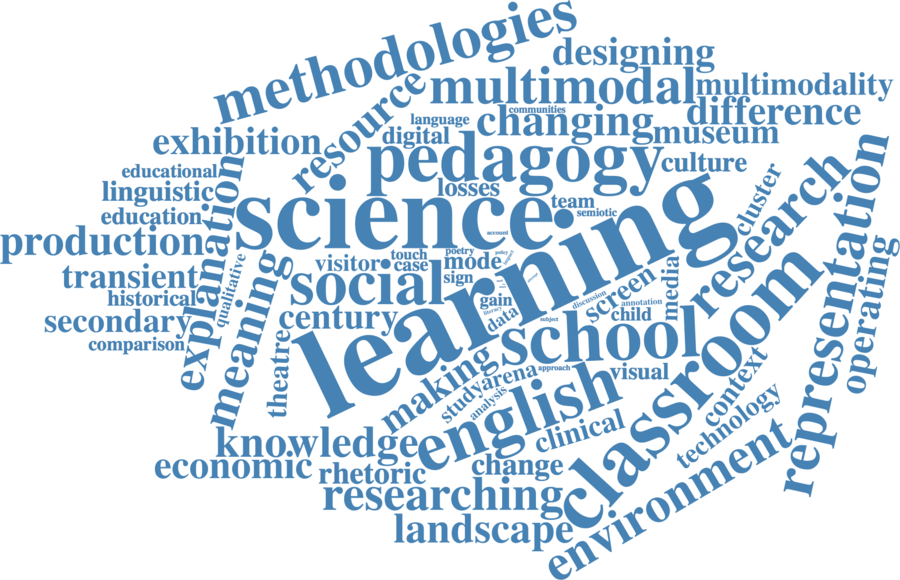 methodologies
designing
multimodal
multimodality
resource
communities
difference
language
changing
exhibition
digital
museum
pedagogy
culture
educational
losses
linguistic
science
team
cluster
education
semiotic
explanation
account
research
production
learning
representation
qualitative
visitor
touch
poetry
policy
case
mode
transient
social
sign
media
operating
historical
meaning
gain
discussion
screen
annotation
literacy
child
secondary
century
data
subject
comparison
school
classroom
theatre
making
arena
approach
visual
study
context
analysis
english
knowledge
clinical
technology
economic
rhetoric
change
environment
researching
landscape